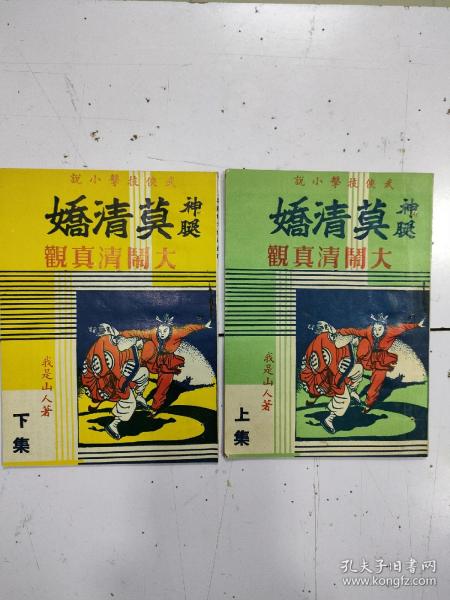 武俠技擊小說
神腿
莫清嬌
大鬧清真觀
我是山人著
下集
武俠技擊小說
神腿
莫清嬌
大鬧清真觀
我是山人著
上集
孔夫子旧书网
www.kongfz.com